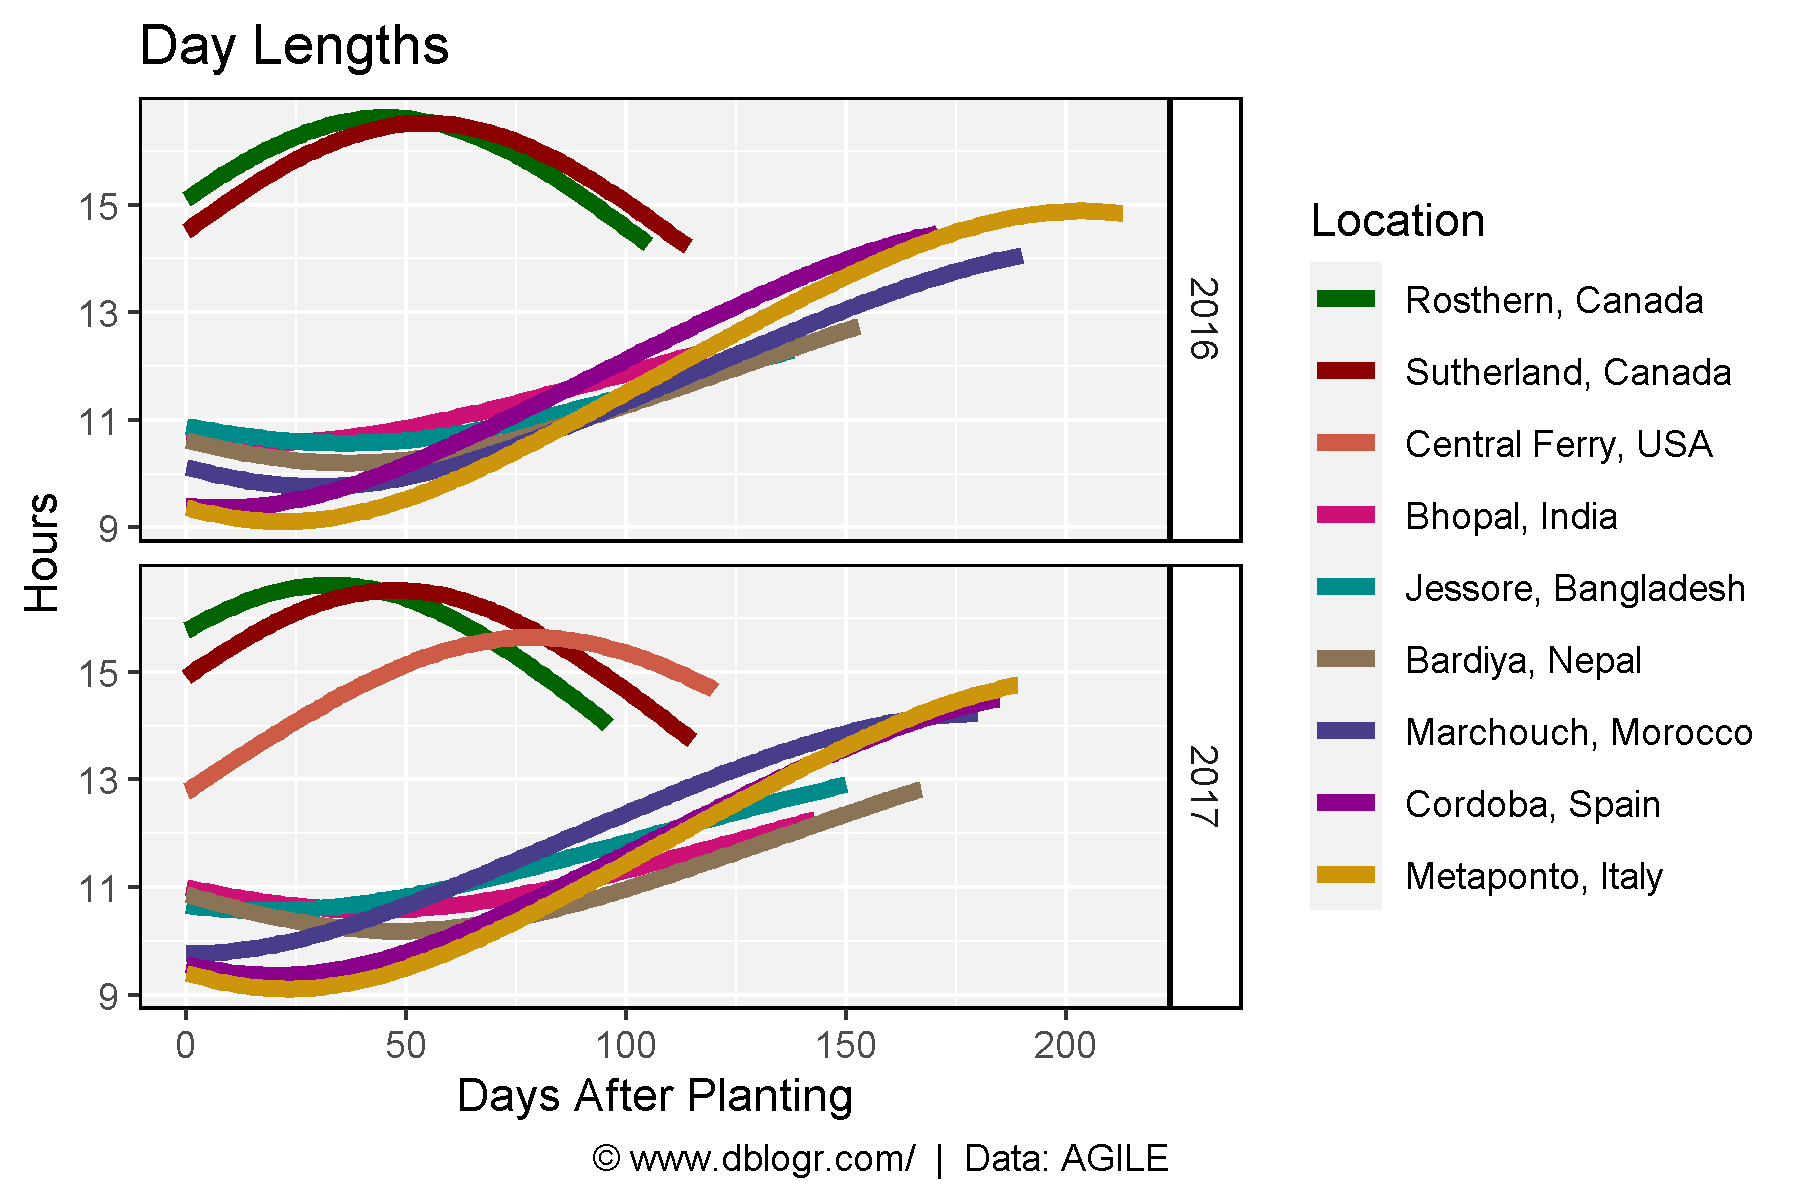 Day Lengths
15
13
11
9
2016
Hours
15
13
11
9
2017
0 50 100 150 200
Days After Planting
Location
Rosthern, Canada
Sutherland, Canada
Central Ferry, USA
Bhopal, India
Jessore, Bangladesh
Bardiya, Nepal
Marchouch, Morocco
Cordoba, Spain
Metaponto, Italy
© www.dblogr.com/ | Data: AGILE